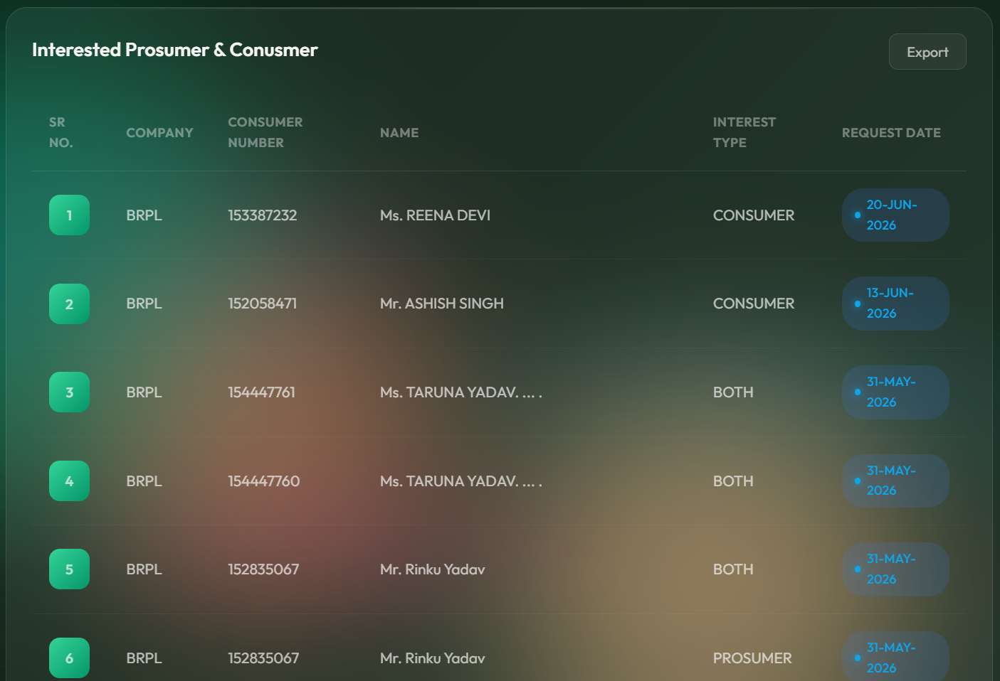 Interested Prosumer & Conusmer
Export
SR NO. COMPANY CONSUMER NUMBER NAME INTEREST TYPE REQUEST DATE
1 BRPL 153387232 Ms. REENA DEVI CONSUMER 20-JUN-2026
2 BRPL 152058471 Mr. ASHISH SINGH CONSUMER 13-JUN-2026
3 BRPL 154447761 Ms. TARUNA YADAV. ... . BOTH 31-MAY-2026
4 BRPL 154447760 Ms. TARUNA YADAV. ... . BOTH 31-MAY-2026
5 BRPL 152835067 Mr. Rinku Yadav BOTH 31-MAY-2026
6 BRPL 152835067 Mr. Rinku Yadav PROSUMER 31-MAY-2026